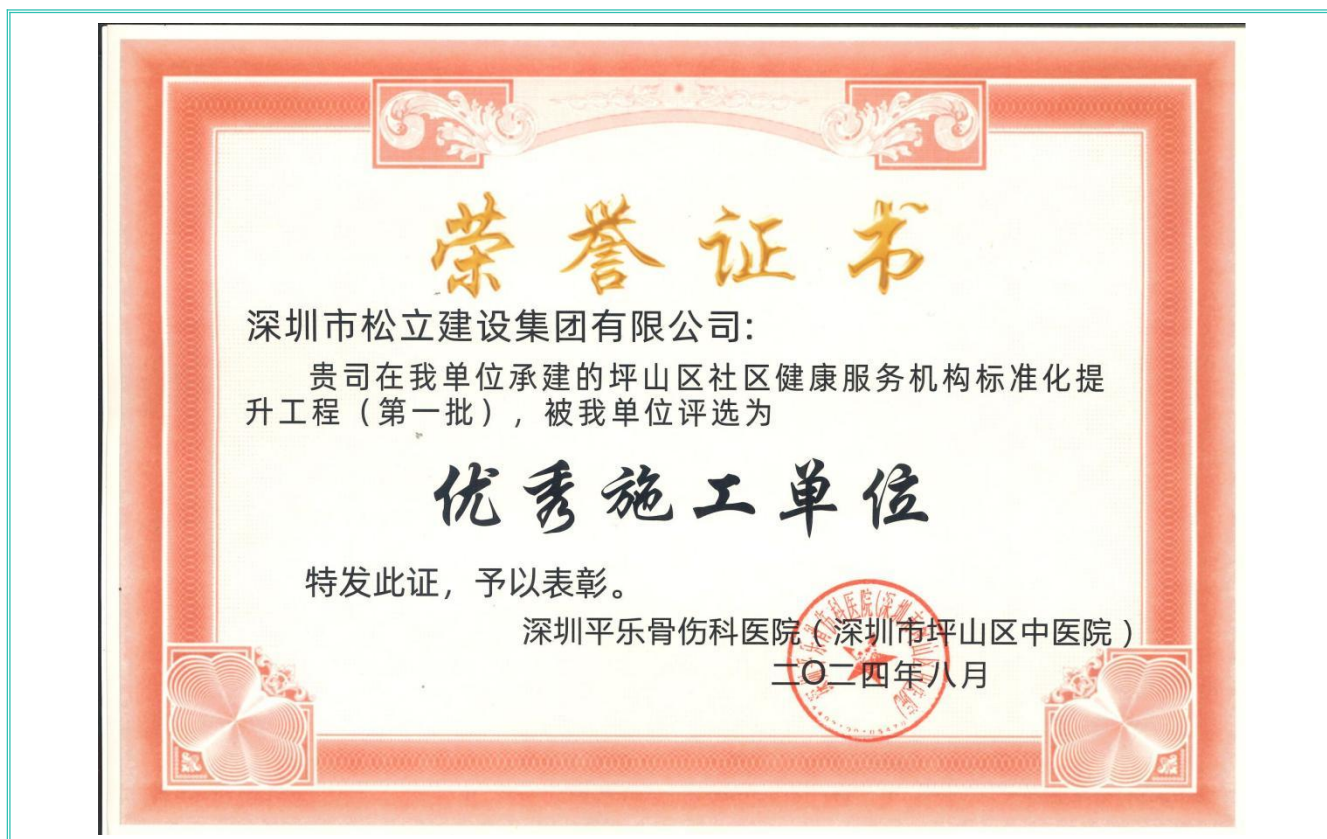 荣誉证书
深圳市松立建设集团有限公司:
贵司在我单位承建的坪山区社区健康服务机构标准化提
升工程（第一批），被我单位评选为
优秀施工单位
特发此证，予以表彰。
深圳平乐骨伤科医院（深圳市坪山区中医院）
二〇二四年八月